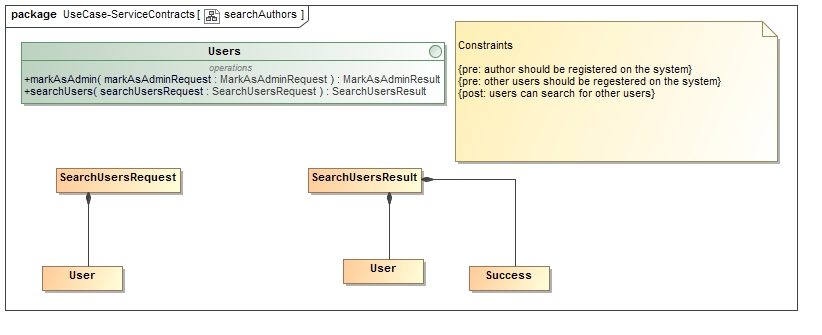 package UseCase-ServiceContracts [ searchAuthors ]
Users
operations
+markAsAdmin( markAsAdminRequest : MarkAsAdminRequest ) : MarkAsAdminResult
+searchUsers( searchUsersRequest : SearchUsersRequest ) : SearchUsersResult
Constraints
{pre: author should be registered on the system}
{pre: other users should be regestered on the system}
{post: users can search for other users}
SearchUsersRequest
SearchUsersResult
User
User
Success